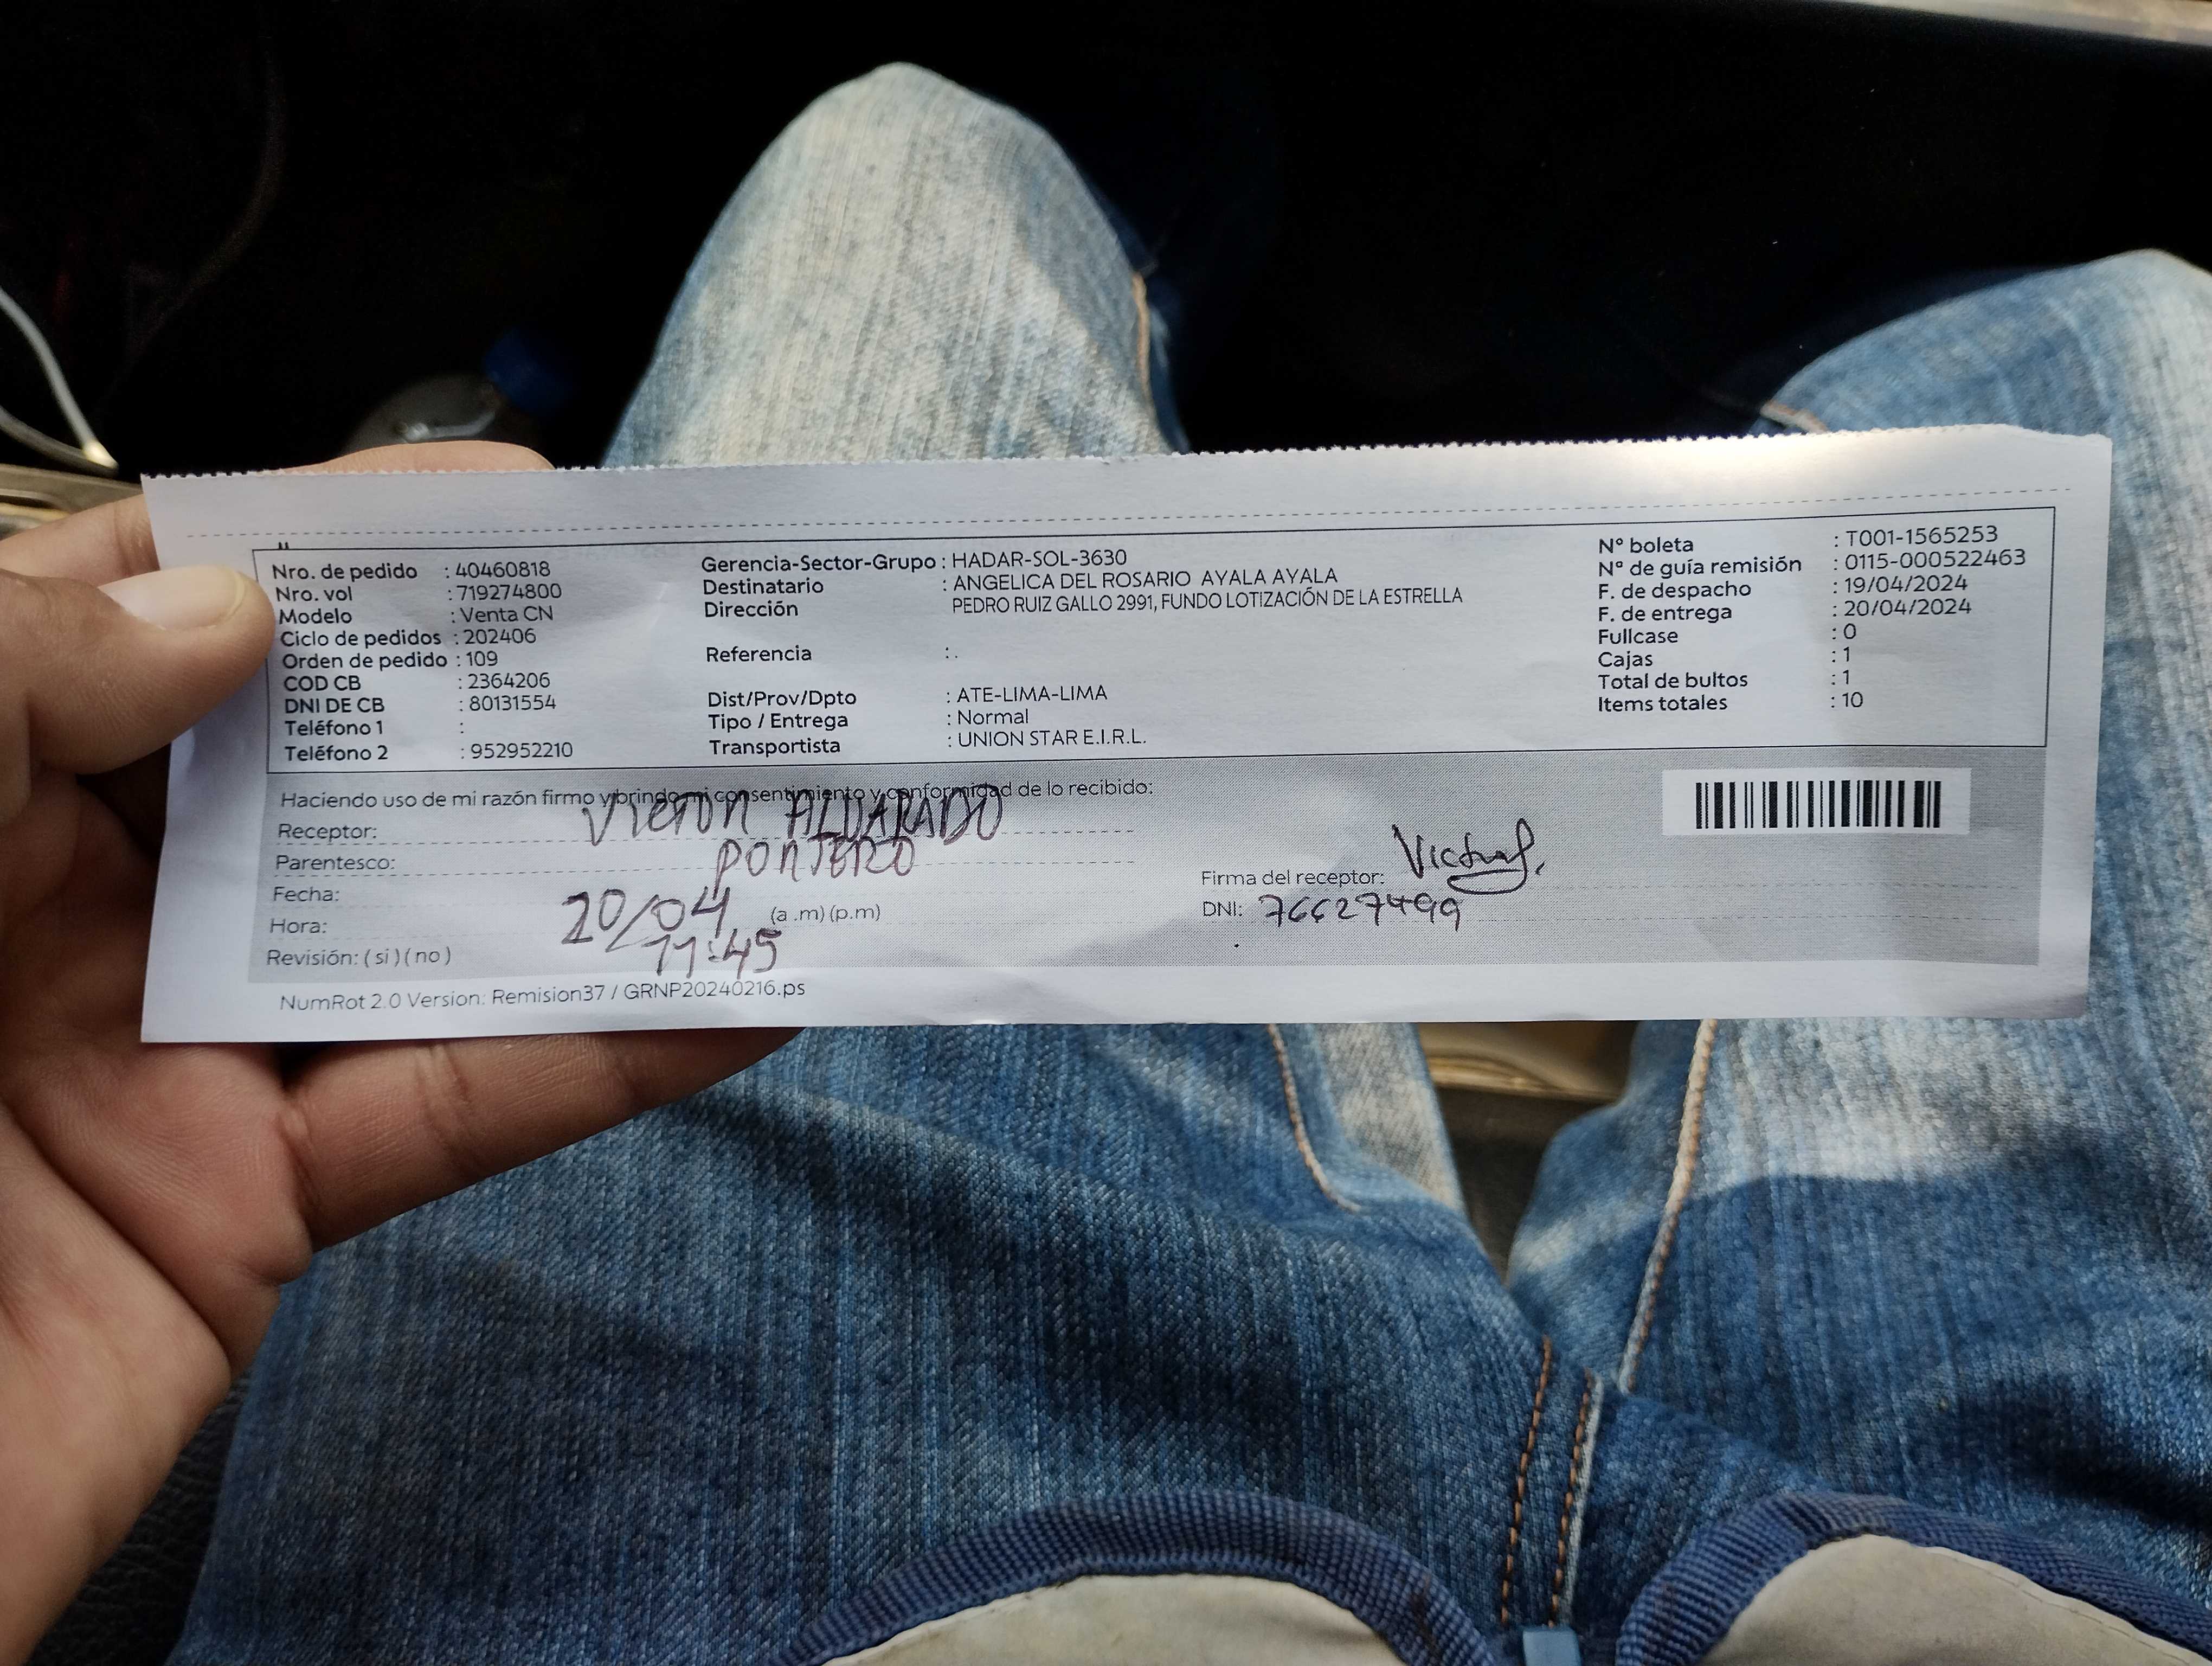 Nro. de pedido : 40460818
Nro. vol : 719274800
Modelo : Venta CN
Ciclo de pedidos : 202406
Orden de pedido : 109
COD CB : 2364206
DNI DE CB : 80131554
Teléfono 1 :
Teléfono 2 : 952952210
Gerencia-Sector-Grupo : HADAR-SOL-3630
Destinatario : ANGELICA DEL ROSARIO AYALA AYALA
Dirección PEDRO RUIZ GALLO 2991, FUNDO LOTIZACIÓN DE LA ESTRELLA
Referencia : .
Dist/Prov/Dpto : ATE-LIMA-LIMA
Tipo / Entrega : Normal
Transportista : UNION STAR E.I.R.L.
N° boleta : T001-1565253
N° de guía remisión : 0115-000522463
F. de despacho : 19/04/2024
F. de entrega : 20/04/2024
Fullcase : 0
Cajas : 1
Total de bultos : 1
Items totales : 10
Haciendo uso de mi razón firmo y brindo mi consentimiento y conformidad de lo recibido:
Receptor: VICTOR ALVARADO
Parentesco: PORTERO
Fecha: 20/04
Hora: 11:45 (a .m) (p.m)
Revisión: ( si ) ( no )
Firma del receptor:
DNI: 76627499
NumRot 2.0 Version: Remision37 / GRNP20240216.ps